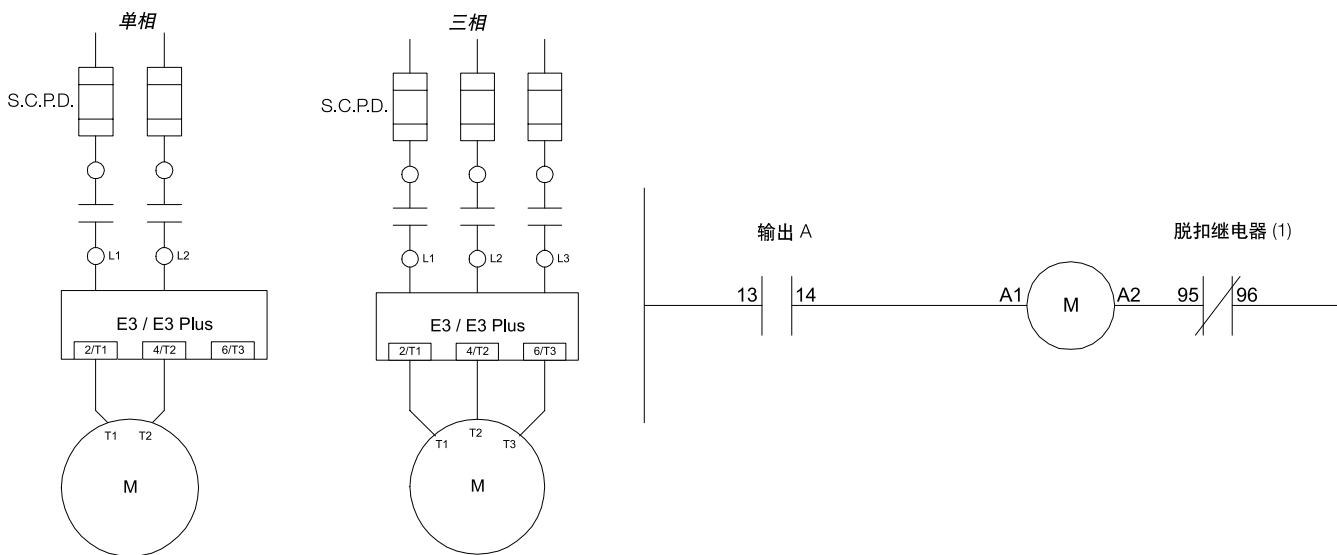 单相
S.C.P.D.
L1 L2
E3 / E3 Plus
2/T1 4/T2 6/T3
T1 T2
M
三相
S.C.P.D.
L1 L2 L3
E3 / E3 Plus
2/T1 4/T2 6/T3
T1 T2 T3
M
输出 A
脱扣继电器 (1)
13 14 A1 M A2 95 96